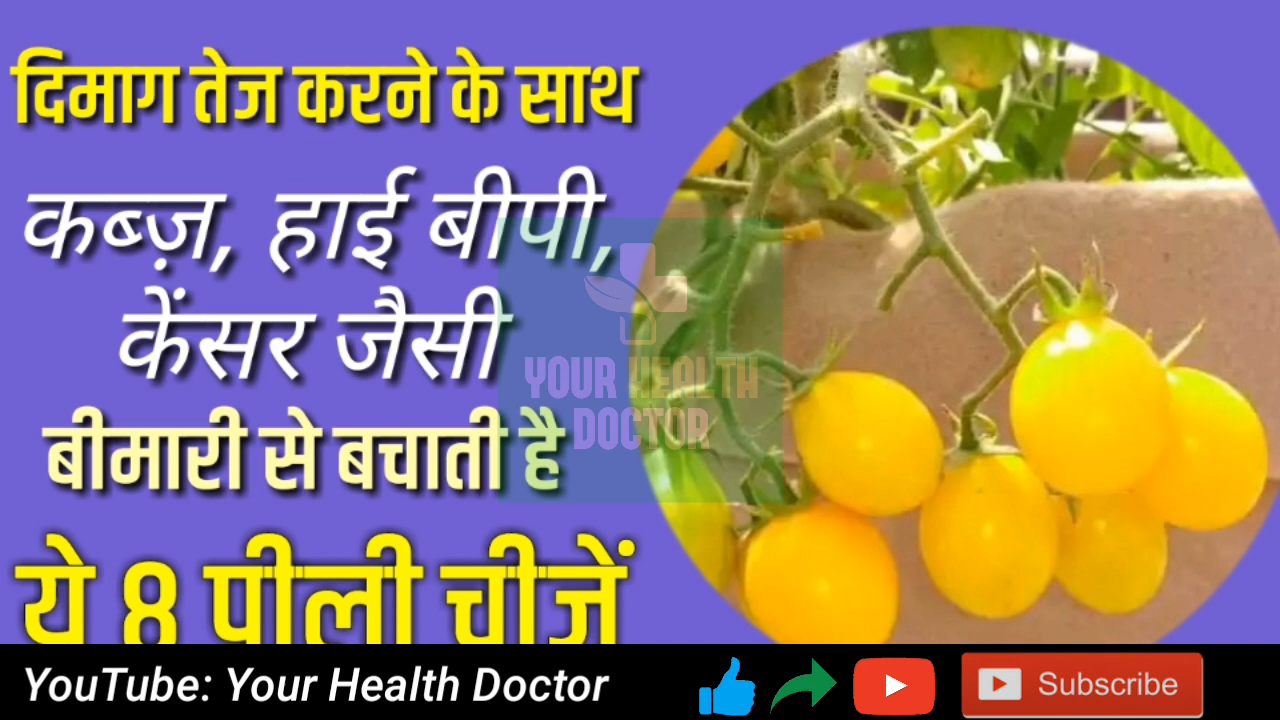 दिमाग तेज करने के साथ
कब्ज़, हाई बीपी,
केंसर जैसी
बीमारी से बचाती है
ये 8 पीली चीजें
YOUR HEALTH
DOCTOR
YouTube: Your Health Doctor
Subscribe